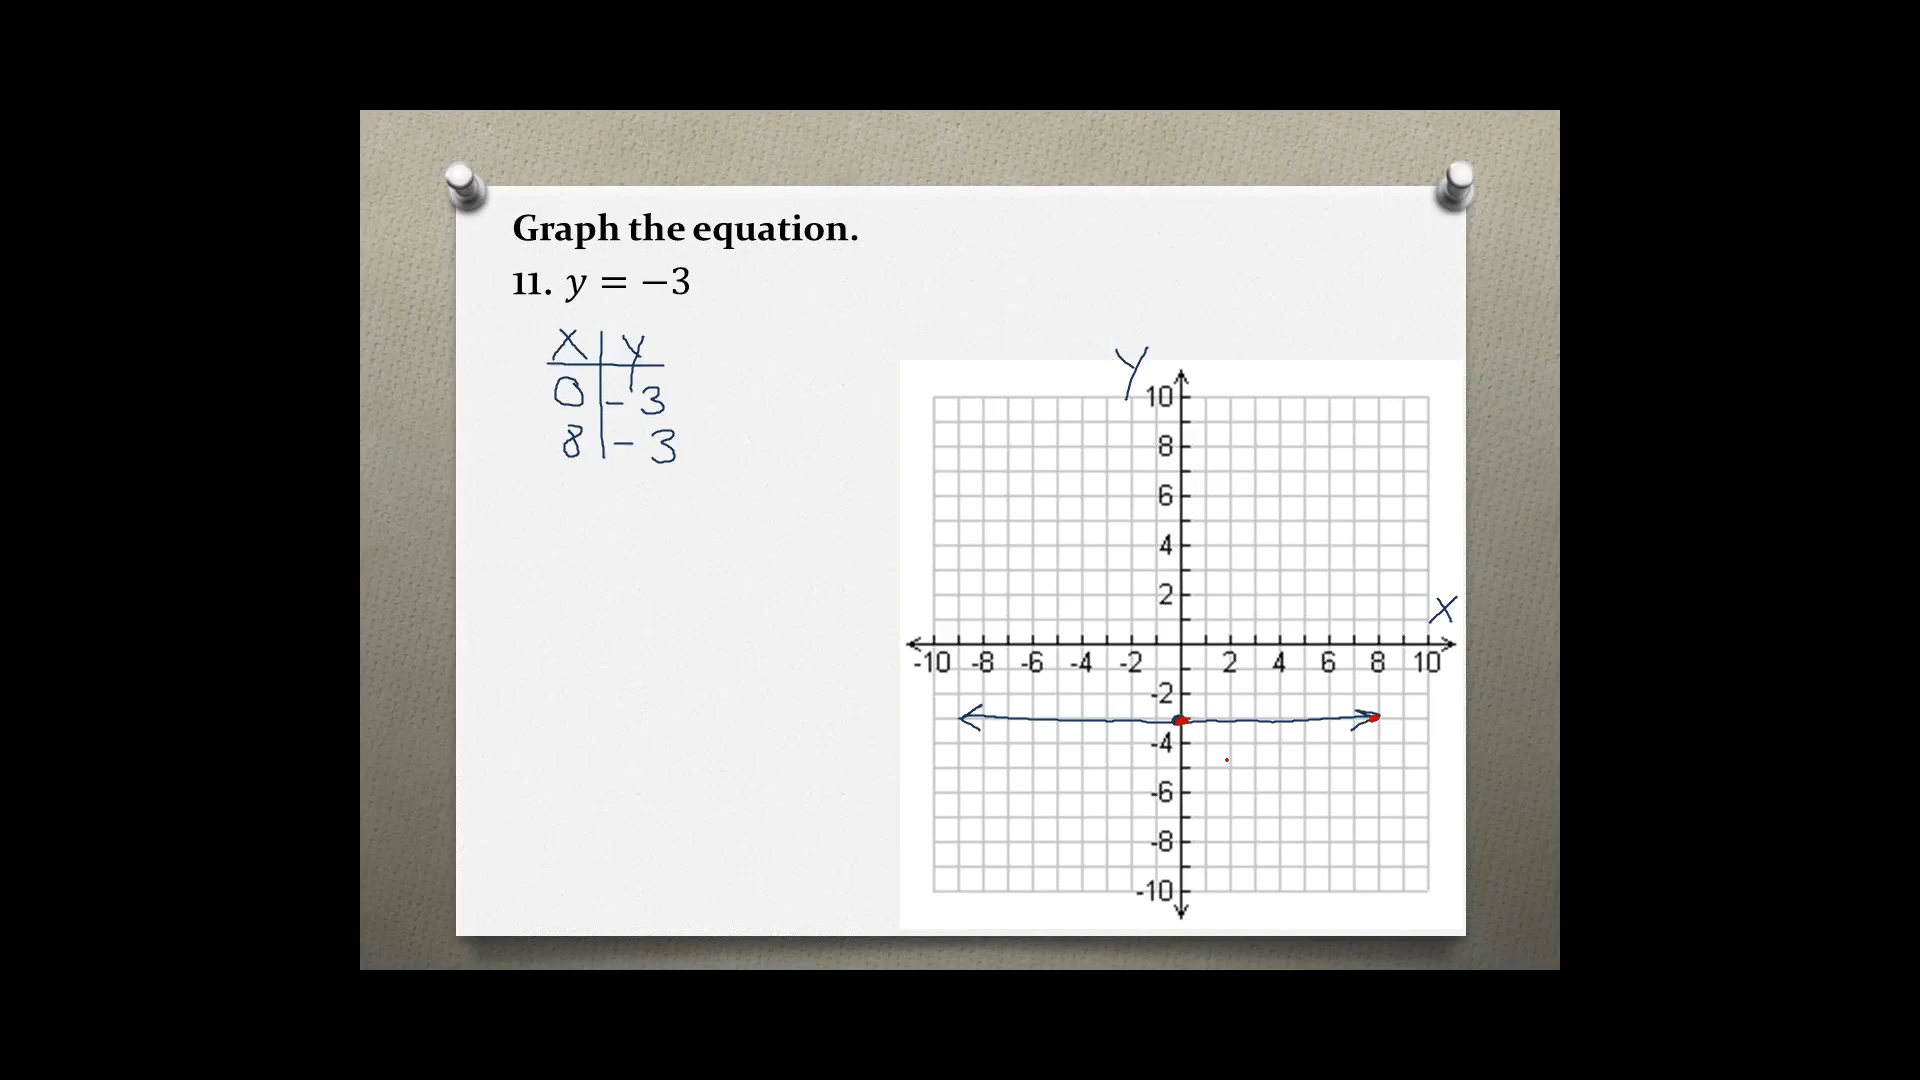 Graph the equation.
11. y = −3
X | Y
0 | -3
8 | -3
Y
10
8
6
4
2
X
-10 -8 -6 -4 -2 2 4 6 8 10
-2
-4
-6
-8
-10